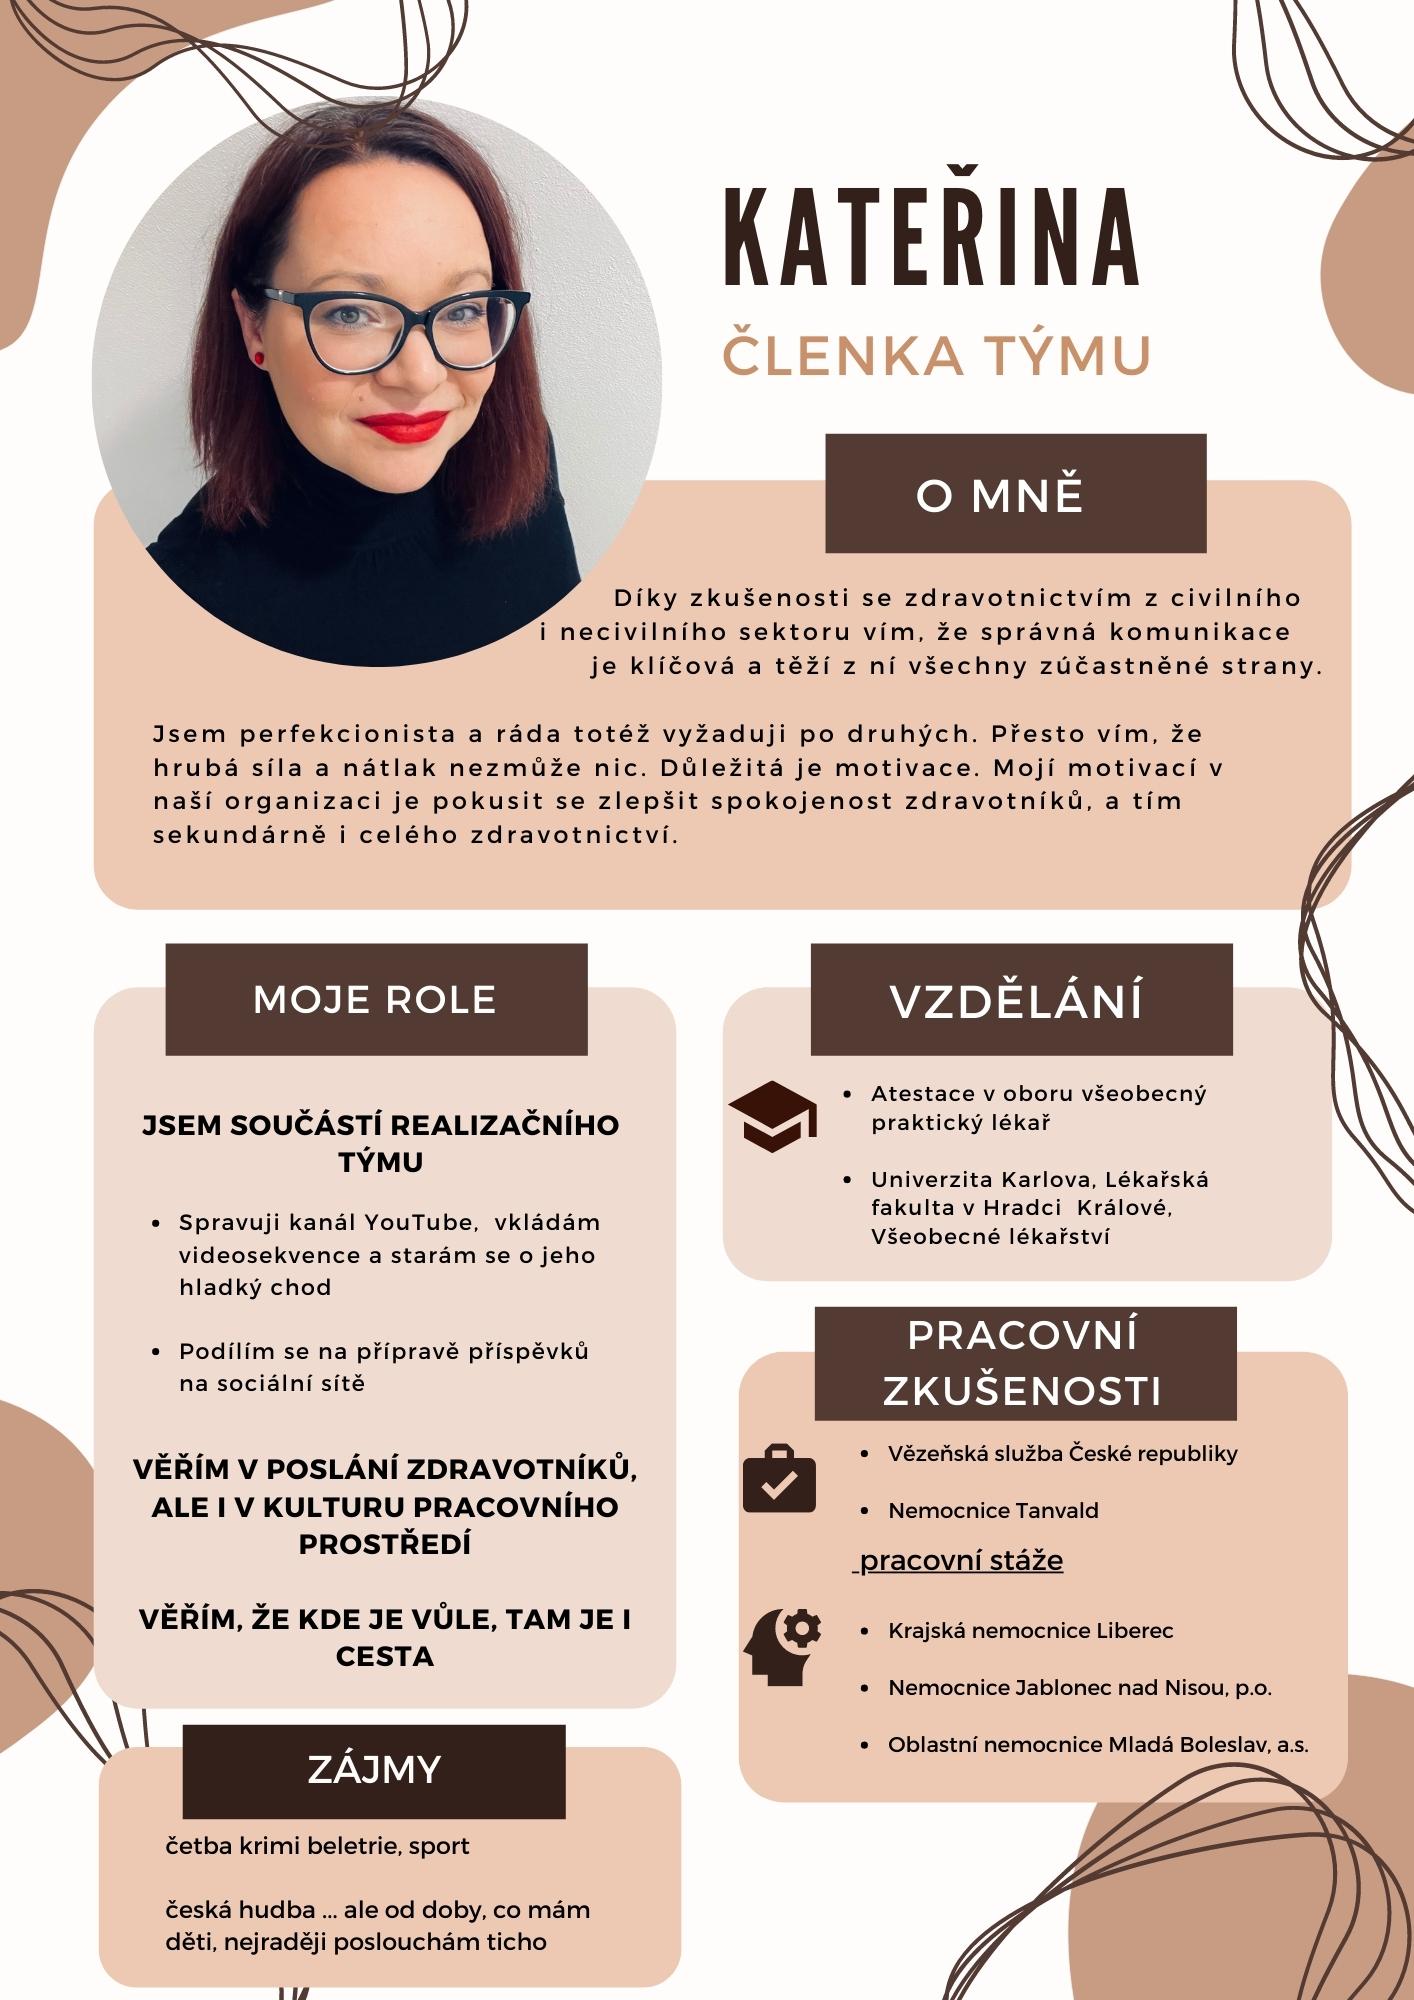 KATEŘINA
ČLENKA TÝMU
O MNĚ
Díky zkušenosti se zdravotnictvím z civilního
i necivilního sektoru vím, že správná komunikace
je klíčová a těží z ní všechny zúčastněné strany.
Jsem perfekcionista a ráda totéž vyžaduji po druhých. Přesto vím, že
hrubá síla a nátlak nezmůže nic. Důležitá je motivace. Mojí motivací v
naší organizaci je pokusit se zlepšit spokojenost zdravotníků, a tím
sekundárně i celého zdravotnictví.
MOJE ROLE
JSEM SOUČÁSTÍ REALIZAČNÍHO
TÝMU
• Spravuji kanál YouTube,  vkládám
videosekvence a starám se o jeho
hladký chod
• Podílím se na přípravě příspěvků
na sociální sítě
VĚŘÍM V POSLÁNÍ ZDRAVOTNÍKŮ,
ALE I V KULTURU PRACOVNÍHO
PROSTŘEDÍ
VĚŘÍM, ŽE KDE JE VŮLE, TAM JE I
CESTA
ZÁJMY
četba krimi beletrie, sport
česká hudba ... ale od doby, co mám
děti, nejraději poslouchám ticho
VZDĚLÁNÍ
• Atestace v oboru všeobecný
praktický lékař
• Univerzita Karlova, Lékařská
fakulta v Hradci  Králové,
Všeobecné lékařství
PRACOVNÍ
ZKUŠENOSTI
• Vězeňská služba České republiky
• Nemocnice Tanvald
pracovní stáže
• Krajská nemocnice Liberec
• Nemocnice Jablonec nad Nisou, p.o.
• Oblastní nemocnice Mladá Boleslav, a.s.